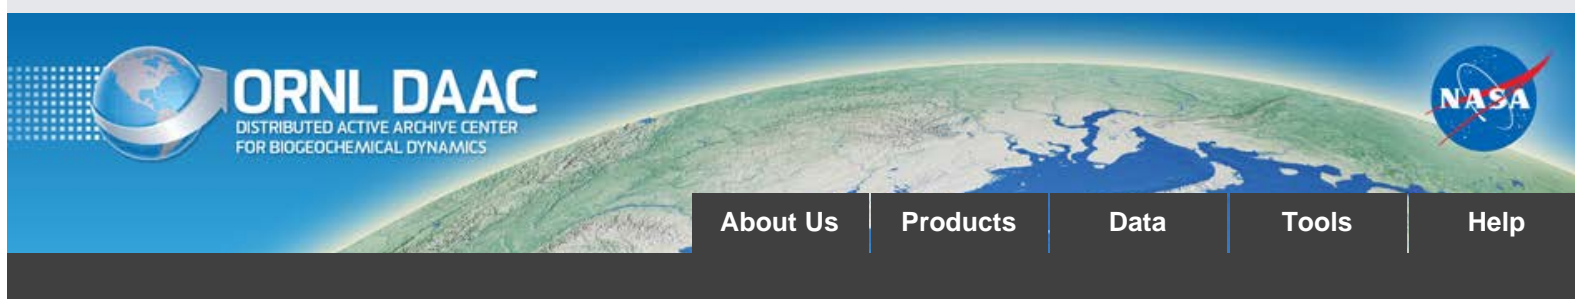 ORNL DAAC
DISTRIBUTED ACTIVE ARCHIVE CENTER
FOR BIOGEOCHEMICAL DYNAMICS
NASA
About Us Products Data Tools Help